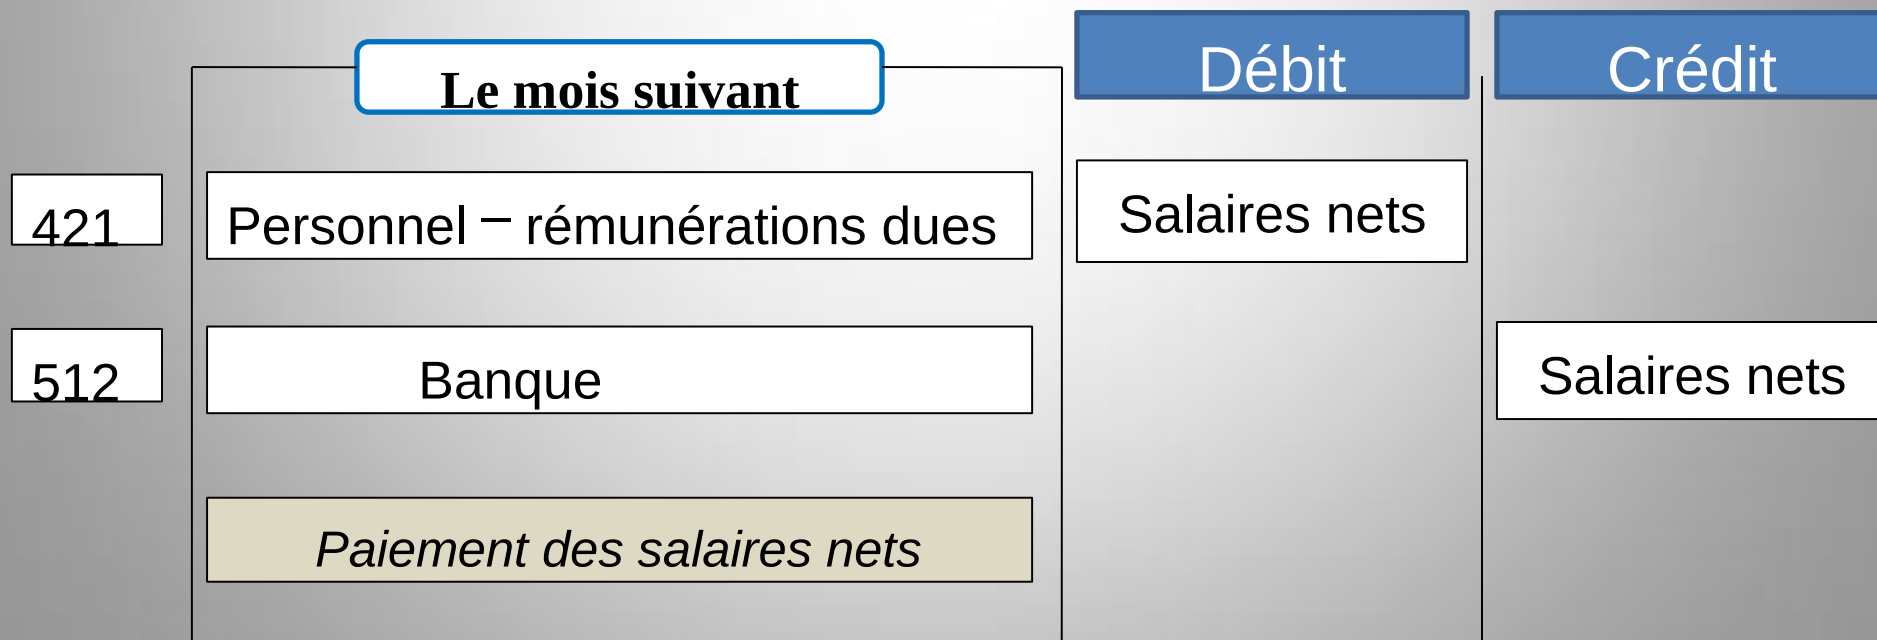 Débit Crédit
Le mois suivant
421 Personnel – rémunérations dues Salaires nets
512 Banque Salaires nets
Paiement des salaires nets